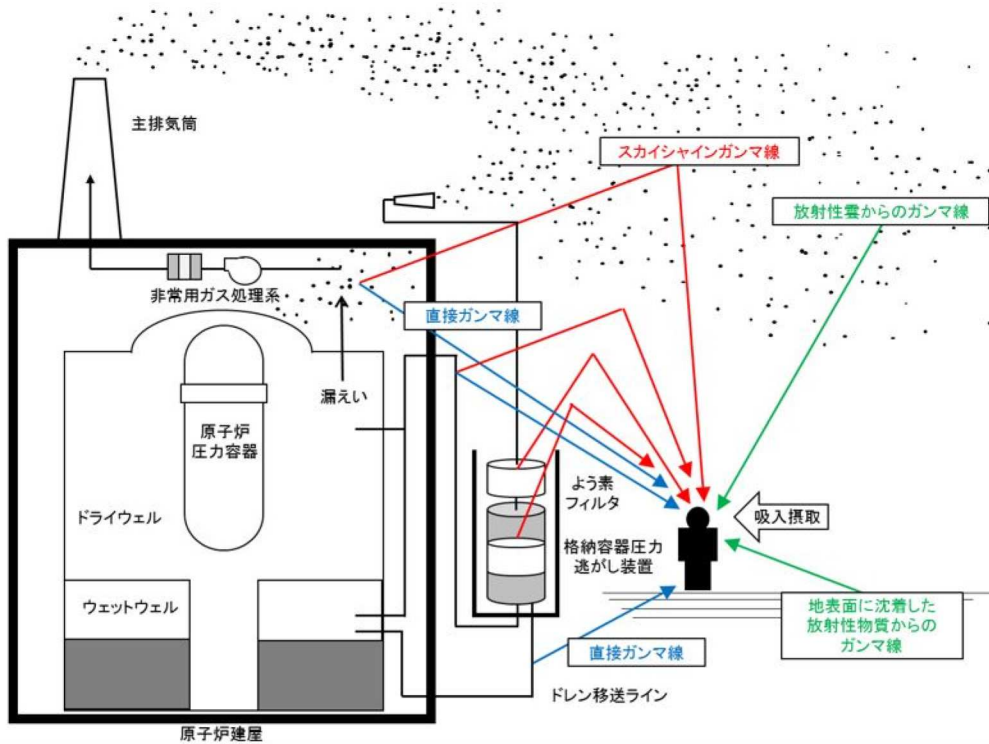 主排気筒
スカイシャインガンマ線
放射性雲からのガンマ線
非常用ガス処理系
直接ガンマ線
漏えい
原子炉
圧力容器
よう素
フィルタ
ドライウェル
吸入摂取
格納容器圧力
逃がし装置
ウェットウェル
地表面に沈着した
放射性物質からの
ガンマ線
直接ガンマ線
ドレン移送ライン
原子炉建屋